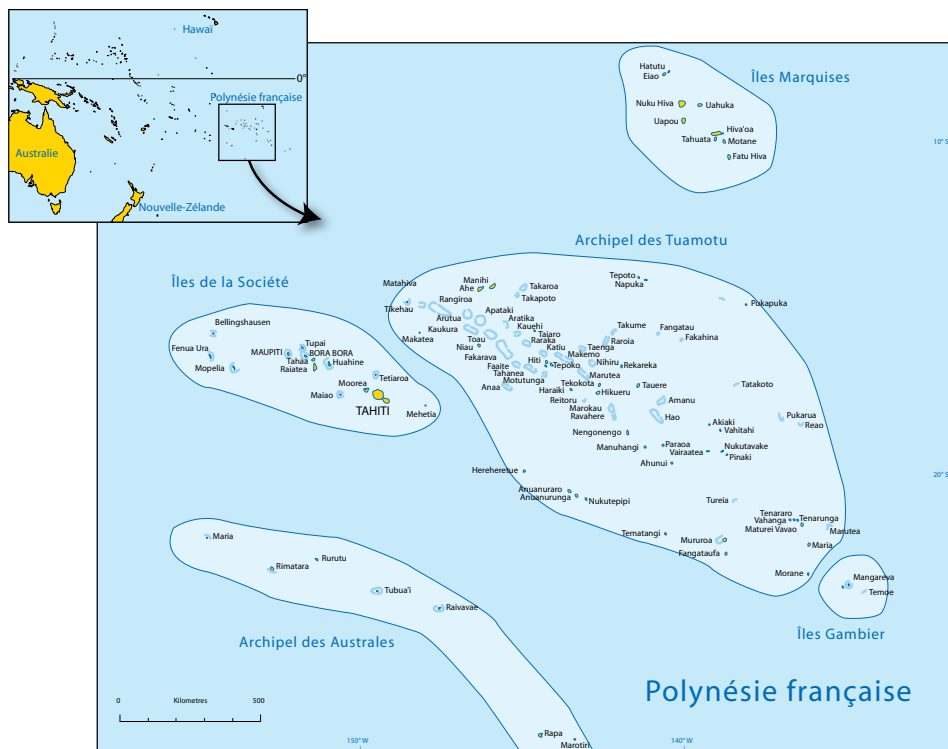 Hawaï
0°
Polynésie française
Australie
Nouvelle-Zélande
Îles Marquises
Hatutu
Eiao
Nuku Hiva
Uahuka
Uapou
Hiva'oa
Tahuata
Motane
Fatu Hiva
10° S
Archipel des Tuamotu
Matahiva
Tikehau
Rangiroa
Manihi
Ahe
Takaroa
Takapoto
Tepoto
Napuka
Pukapuka
Arutua
Apataki
Kaukura
Aratika
Kauehi
Makatea
Toau
Niau
Taiaro
Raraka
Katiu
Fakarava
Faaite
Tahanea
Motutunga
Anaa
Hiti
Tepoko
Makemo
Taenga
Nihiru
Takume
Raroia
Fangatau
Fakahina
Rekareka
Marutea
Tekokota
Tauere
Haraiki
Hikueru
Reitoru
Marokau
Ravahere
Amanu
Hao
Tatakoto
Pukarua
Reao
Akiaki
Vahitahi
Nengonengo
Manuhangi
Paraoa
Vairaatea
Nukutavake
Pinaki
Ahunui
Hereheretue
Anuanuraro
Anuanurunga
Nukutepipi
Tureia
Tematangi
Mururoa
Fangataufa
Tenararo
Vahanga
Tenarunga
Maturei Vavao
Marutea
Maria
Morane
20° S
Îles de la Société
Bellingshausen
Fenua Ura
Mopelia
MAUPITI
Tupai
BORA BORA
Tahaa
Raiatea
Huahine
Tetiaroa
Moorea
Maiao
TAHITI
Mehetia
Mangareva
Temoe
Îles Gambier
Maria
Rimatara
Rurutu
Tubua'i
Raivavae
Archipel des Australes
Rapa
Marotiri
Polynésie française
0 Kilometres 500
150° W
140° W